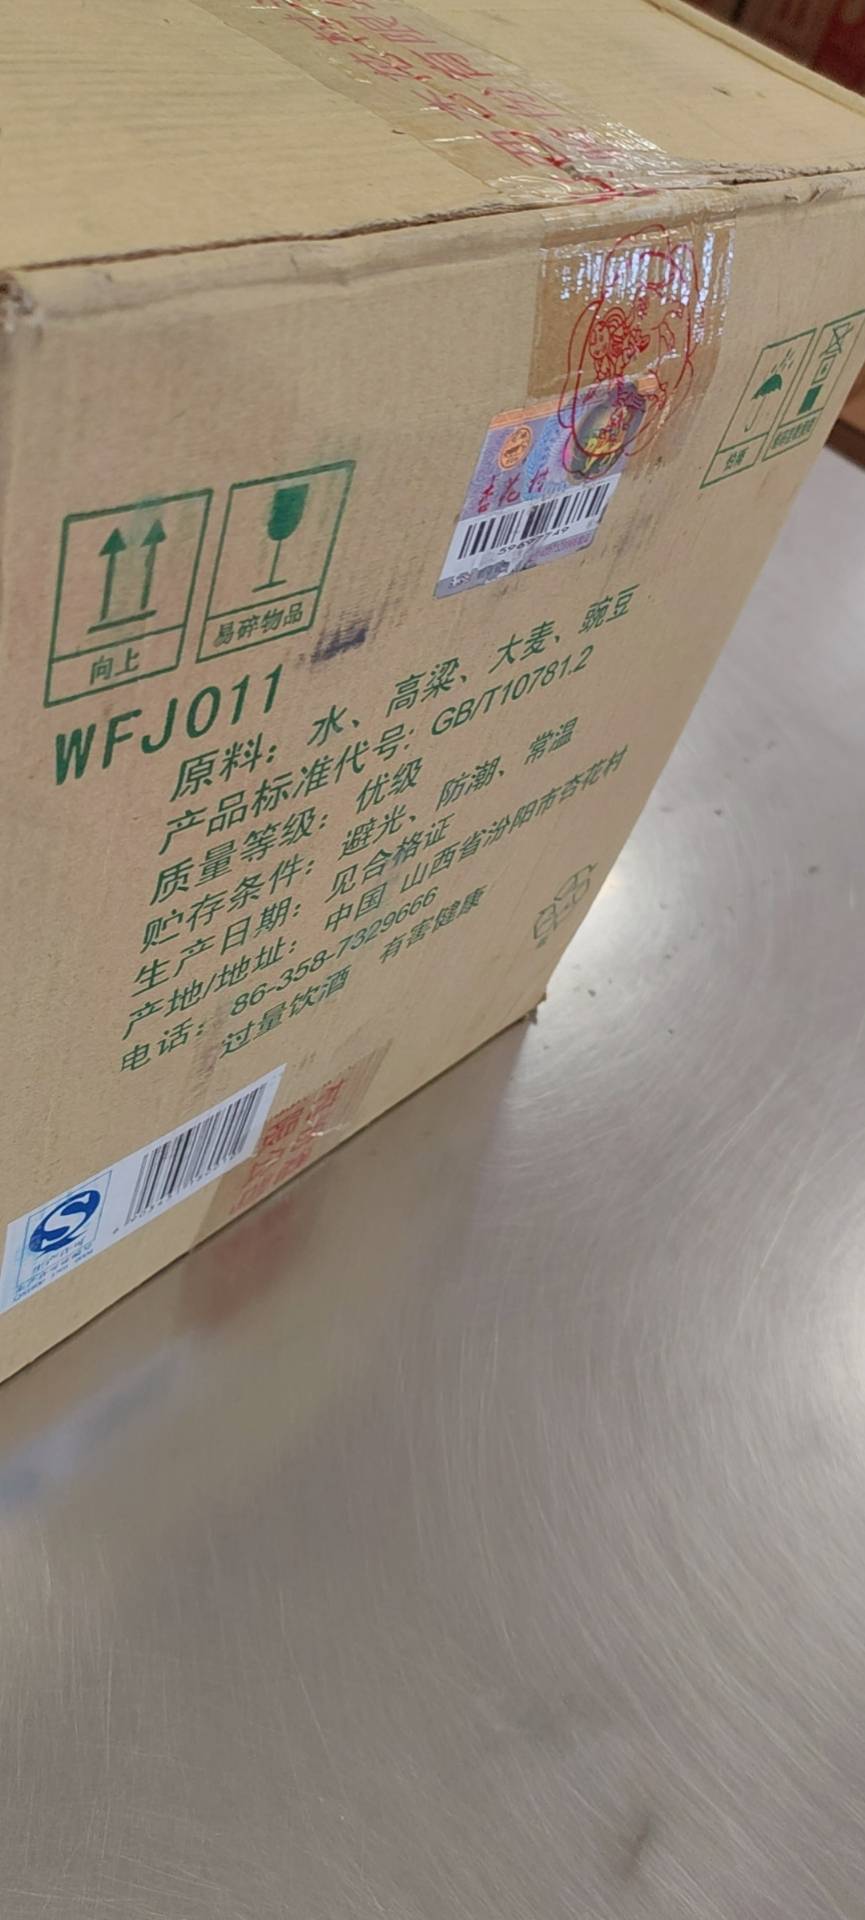 杏花村
向上
易碎物品
怕雨
WFJ011
原料: 水、高粱、大麦、豌豆
产品标准代号: GB/T10781.2
质量等级: 优级
贮存条件: 避光、防潮、常温
生产日期: 见合格证
产地/地址: 中国 山西省汾阳市杏花村
电话: 86-358-7329666
过量饮酒 有害健康